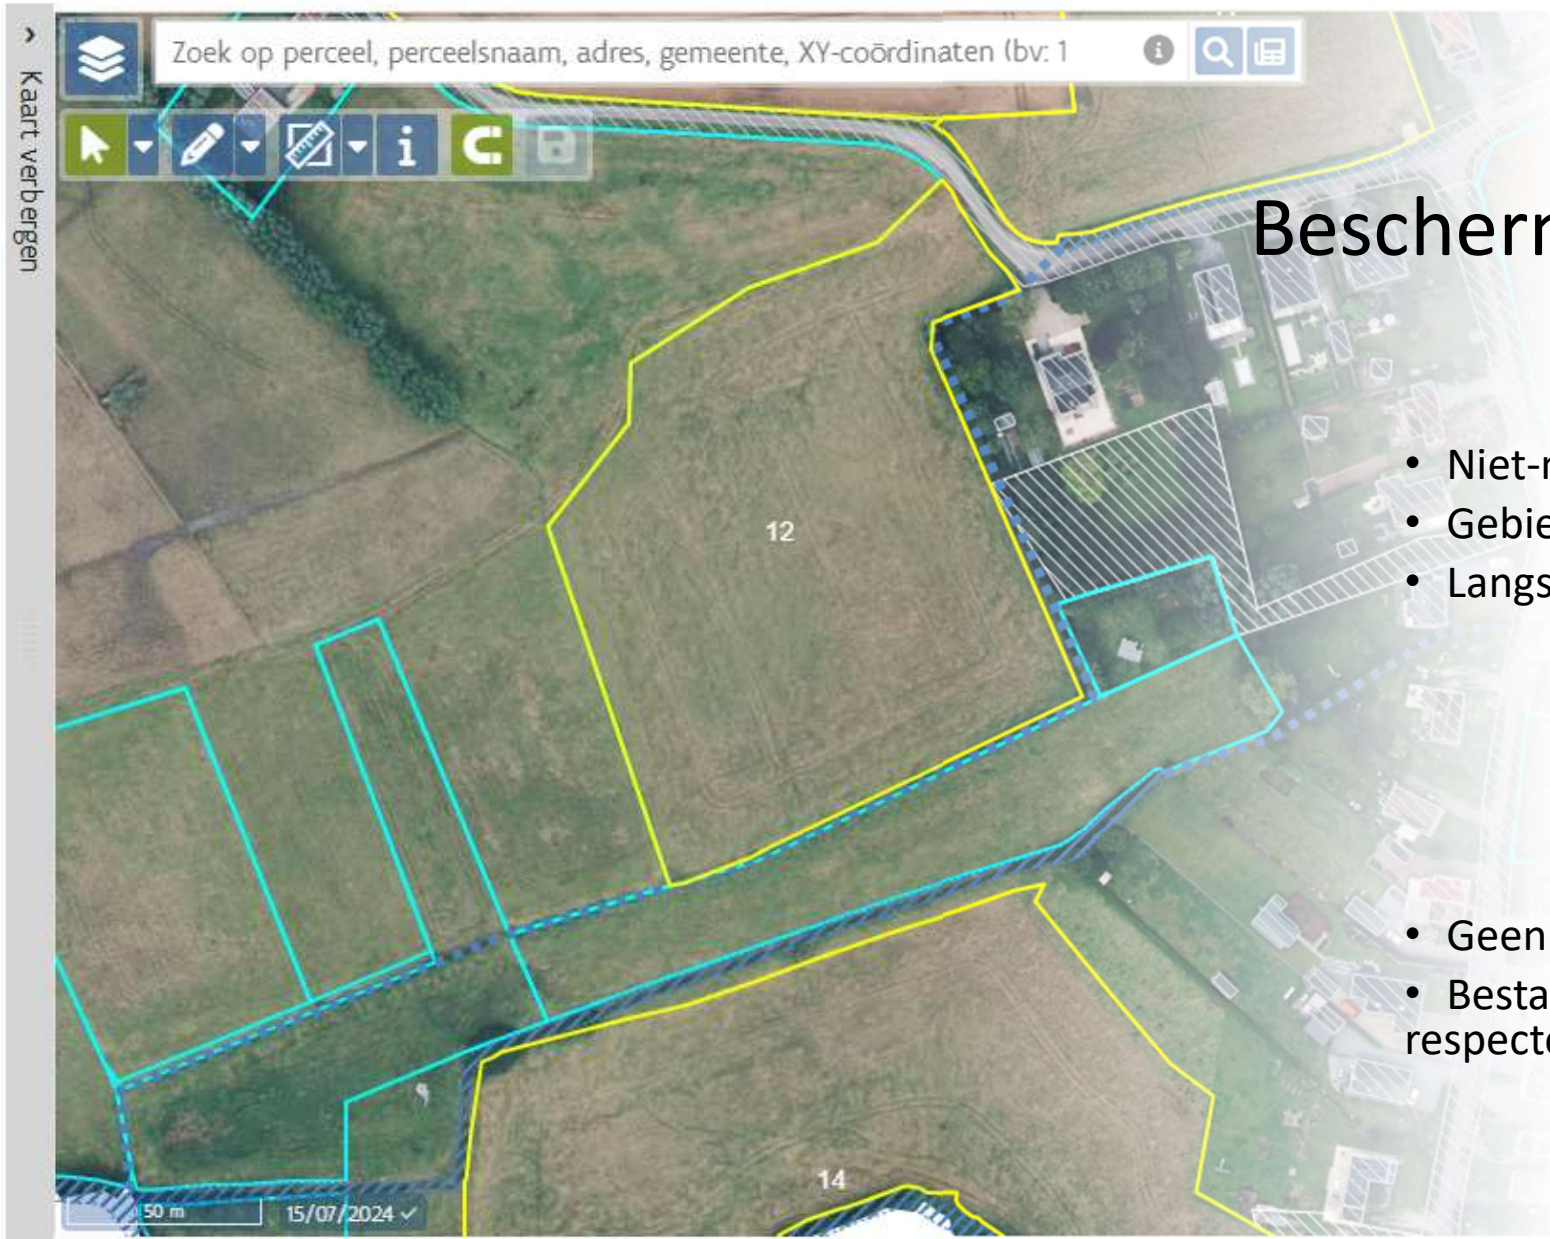 Kaart verbergen
Zoek op perceel, perceelsnaam, adres, gemeente, XY-coördinaten (bv: 1
Bescherm
• Niet-
• Gebie
• Langs
12
• Geen
• Besta
respecte
14
50 m
15/07/2024